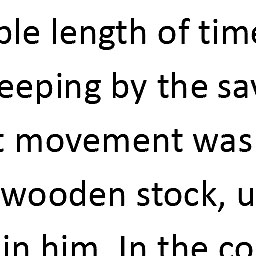 ble length of time
eeping by the sav
t movement was
wooden stock, u
in him. In the co